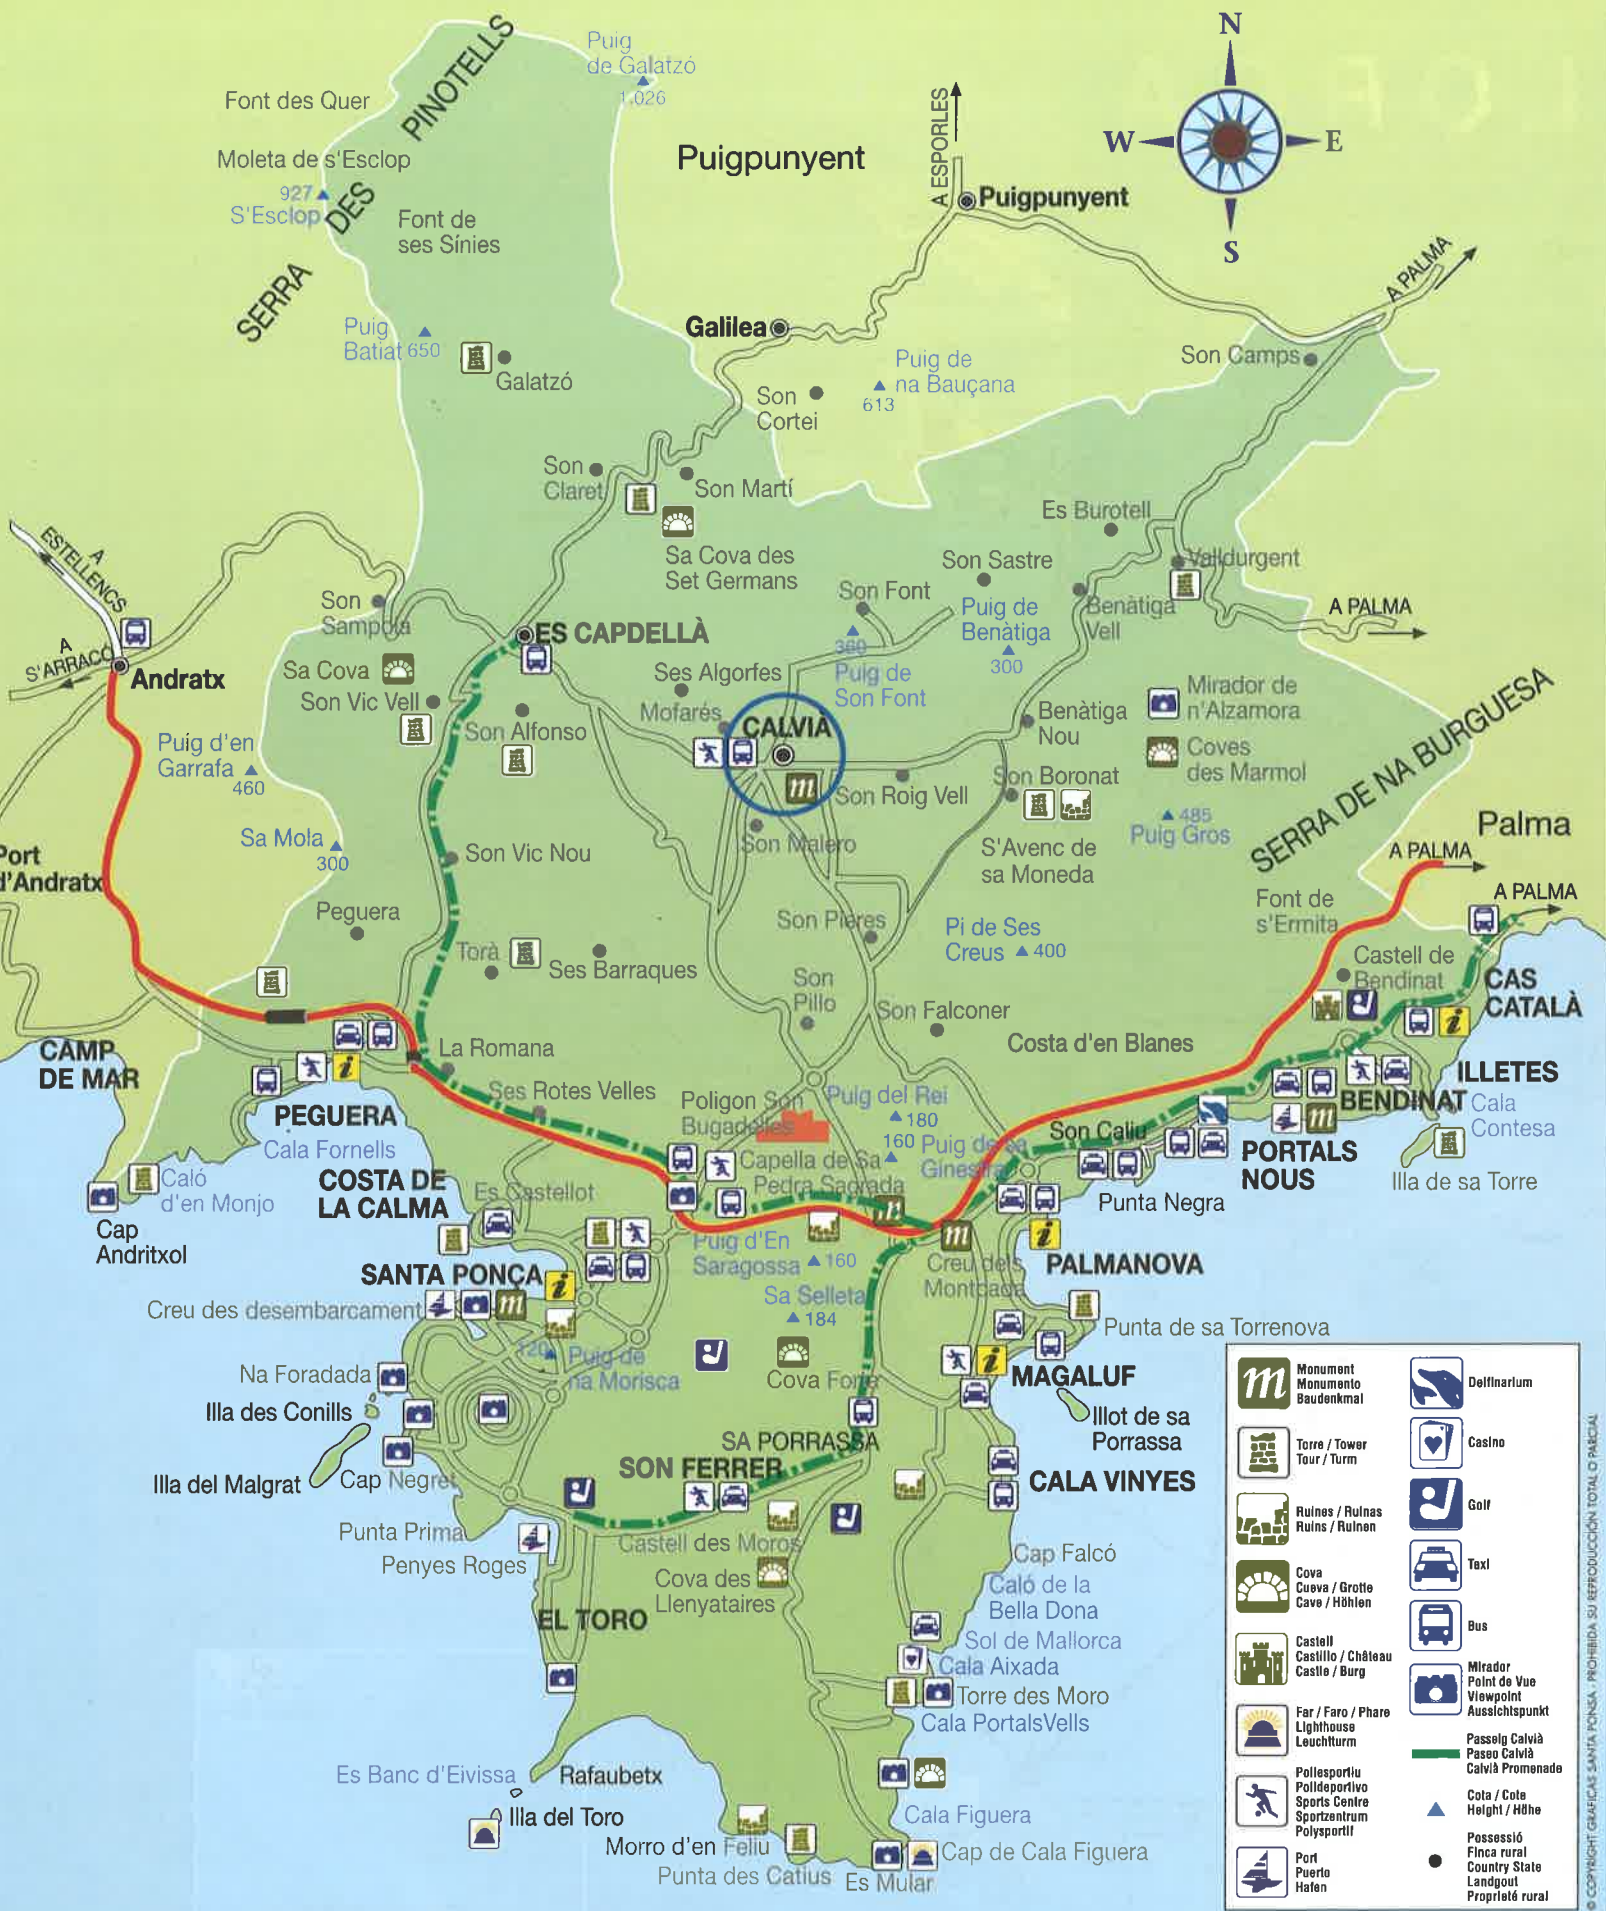 N
W
E
S
Puig
de Galatzó
1.026
PINOTELLS
DES
SERRA
Font des Quer
Moleta de s'Esclop
927
S'Esclop
Font de
ses Sínies
Puigpunyent
A ESPORLES
Puigpunyent
A PALMA
Galilea
Puig
Batiat 650
Galatzó
Puig de
na Bauçana
613
Son Camps
Son
Cortei
Son
Claret
Son Martí
Sa Cova des
Set Germans
Es Burotell
Son Sastre
Valldurgent
A
ESTELLENCS
A
S'ARRACÓ
Andratx
Son
Sampola
Son Font
360
Puig de
Son Font
Puig de
Benàtiga
300
Benàtiga
Vell
A PALMA
ES CAPDELLÀ
Sa Cova
Son Vic Vell
Ses Algorfes
Mofarés
CALVIÀ
Son Alfonso
Benàtiga
Nou
Mirador de
n'Alzamora
Coves
des Marmol
SERRA DE NA BURGUESA
Puig d'en
Garrafa
460
Son Roig Vell
Son Boronat
485
Puig Gros
Palma
A PALMA
A PALMA
Sa Mola
300
Port
d'Andratx
Son Vic Nou
Son Malero
S'Avenc de
sa Moneda
Peguera
Son Pieres
Pi de Ses
Creus
400
Font de
s'Ermita
Torà
Ses Barraques
Castell de
Bendinat
CAS
CATALÀ
Son
Pillo
Son Falconer
Costa d'en Blanes
CAMP
DE MAR
La Romana
Ses Rotes Velles
PEGUERA
Cala Fornells
Poligon Son
Bugadelles
Puig del Rei
180
160
Puig de sa
Ginestra
Son Caliu
ILLETES
BENDINAT
Cala
Contesa
PORTALS
NOUS
Illa de sa Torre
Capella de Sa
Pedra Sagrada
Caló
d'en Monjo
Cap
Andritxol
COSTA DE
LA CALMA
Es Castellot
Punta Negra
Puig d'En
Saragossa
160
Creu dels
Montcada
PALMANOVA
SANTA PONÇA
Creu des desembarcament
Sa Selleta
184
Punta de sa Torrenova
120
Puig de
na Morisca
Cova Forje
MAGALUF
Na Foradada
Illa des Conills
Illot de sa
Porrassa
SA PORRASSA
SON FERRER
Illa del Malgrat
Cap Negret
CALA VINYES
Punta Prima
Penyes Roges
Castell des Moros
Cova des
Llenyataires
Cap Falcó
Caló de la
Bella Dona
EL TORO
Sol de Mallorca
Cala Aixada
Torre des Moro
Cala PortalsVells
Es Banc d'Eivissa
Rafaubetx
Illa del Toro
Cala Figuera
Morro d'en Feliu
Punta des Catius
Es Mular
Cap de Cala Figuera
Monument
Monumento
Baudenkmal
Torre / Tower
Tour / Turm
Ruines / Ruinas
Ruins / Ruinen
Cova
Cueva / Grotte
Cave / Höhlen
Castell
Castillo / Château
Castle / Burg
Far / Faro / Phare
Lighthouse
Leuchtturm
Poliesportiu
Polideportivo
Sports Centre
Sportzentrum
Polysportif
Port
Puerto
Hafen
Delfinarium
Casino
Golf
Taxi
Bus
Mirador
Point de Vue
Viewpoint
Aussichtspunkt
Passeig Calvià
Paseo Calvià
Calvià Promenade
Cota / Cote
Height / Höhe
Possessió
Finca rural
Country State
Landgout
Proprieté rural
© COPYRIGHT GRAFICAS SANTA PONSA - PROHIBIDA SU REPRODUCCIÓN TOTAL O PARCIAL